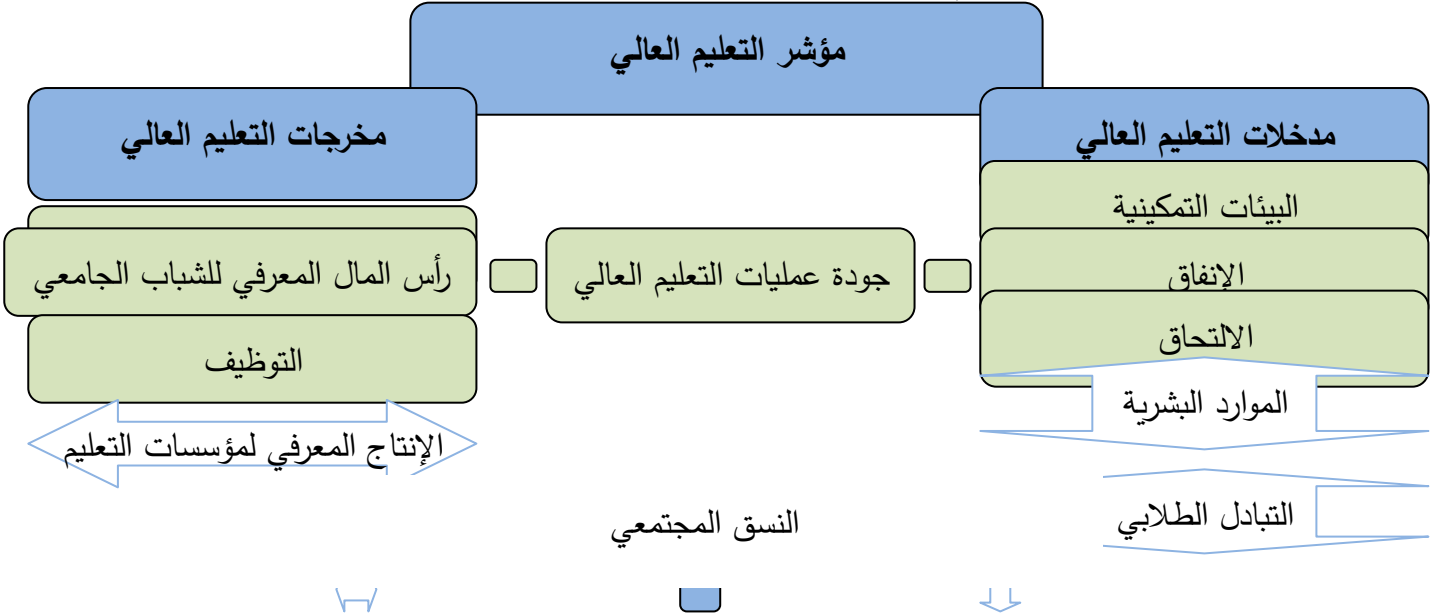 مؤشر التعليم العالي
مدخلات التعليم العالي
مخرجات التعليم العالي
البيئات التمكينية
الإنفاق
جودة عمليات التعليم العالي
رأس المال المعرفي للشباب الجامعي
الالتحاق
التوظيف
الموارد البشرية
الإنتاج المعرفي لمؤسسات التعليم
التبادل الطلابي
النسق المجتمعي